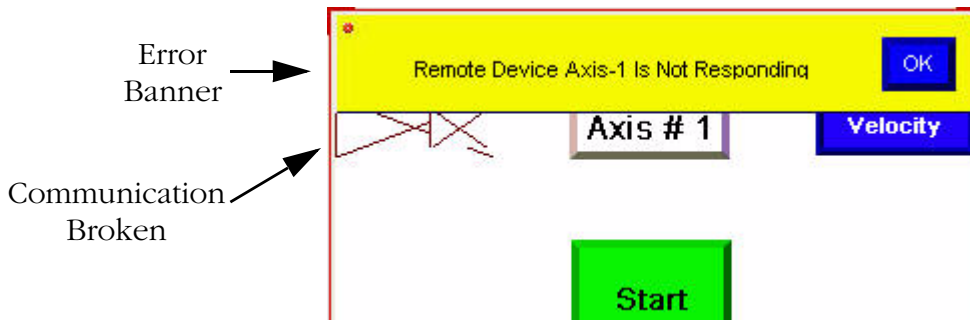 Error
Banner
Remote Device Axis-1 Is Not Responding
OK
Axis # 1
Velocity
Communication
Broken
Start